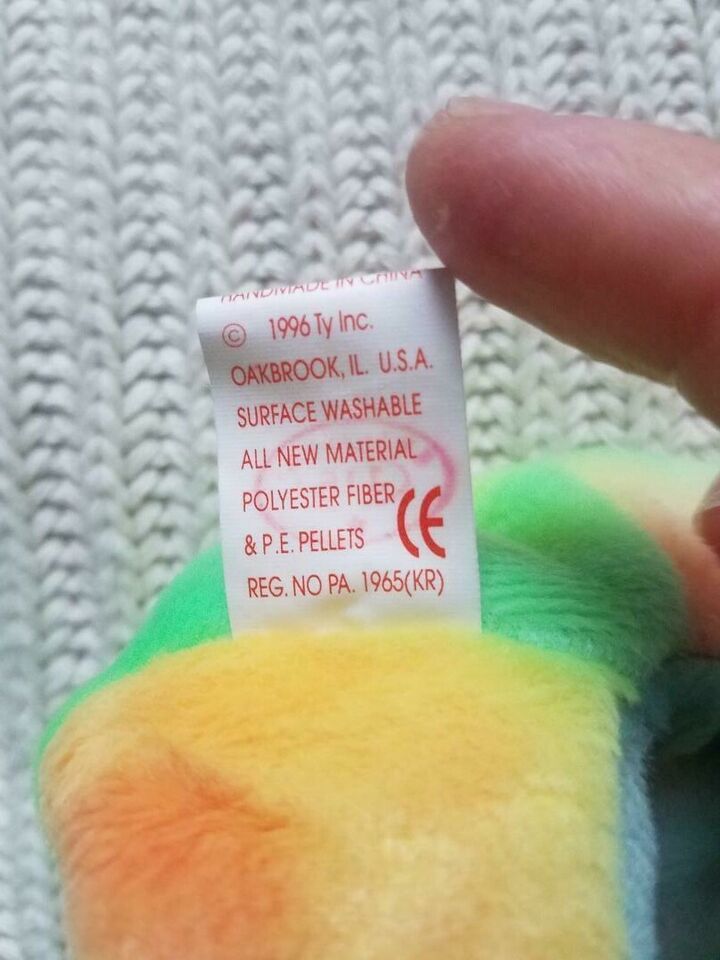 HANDMADE IN CHINA
© 1996 Ty Inc.
OAKBROOK, IL. U.S.A.
SURFACE WASHABLE
ALL NEW MATERIAL
POLYESTER FIBER
& P.E. PELLETS CE
REG. NO PA. 1965(KR)